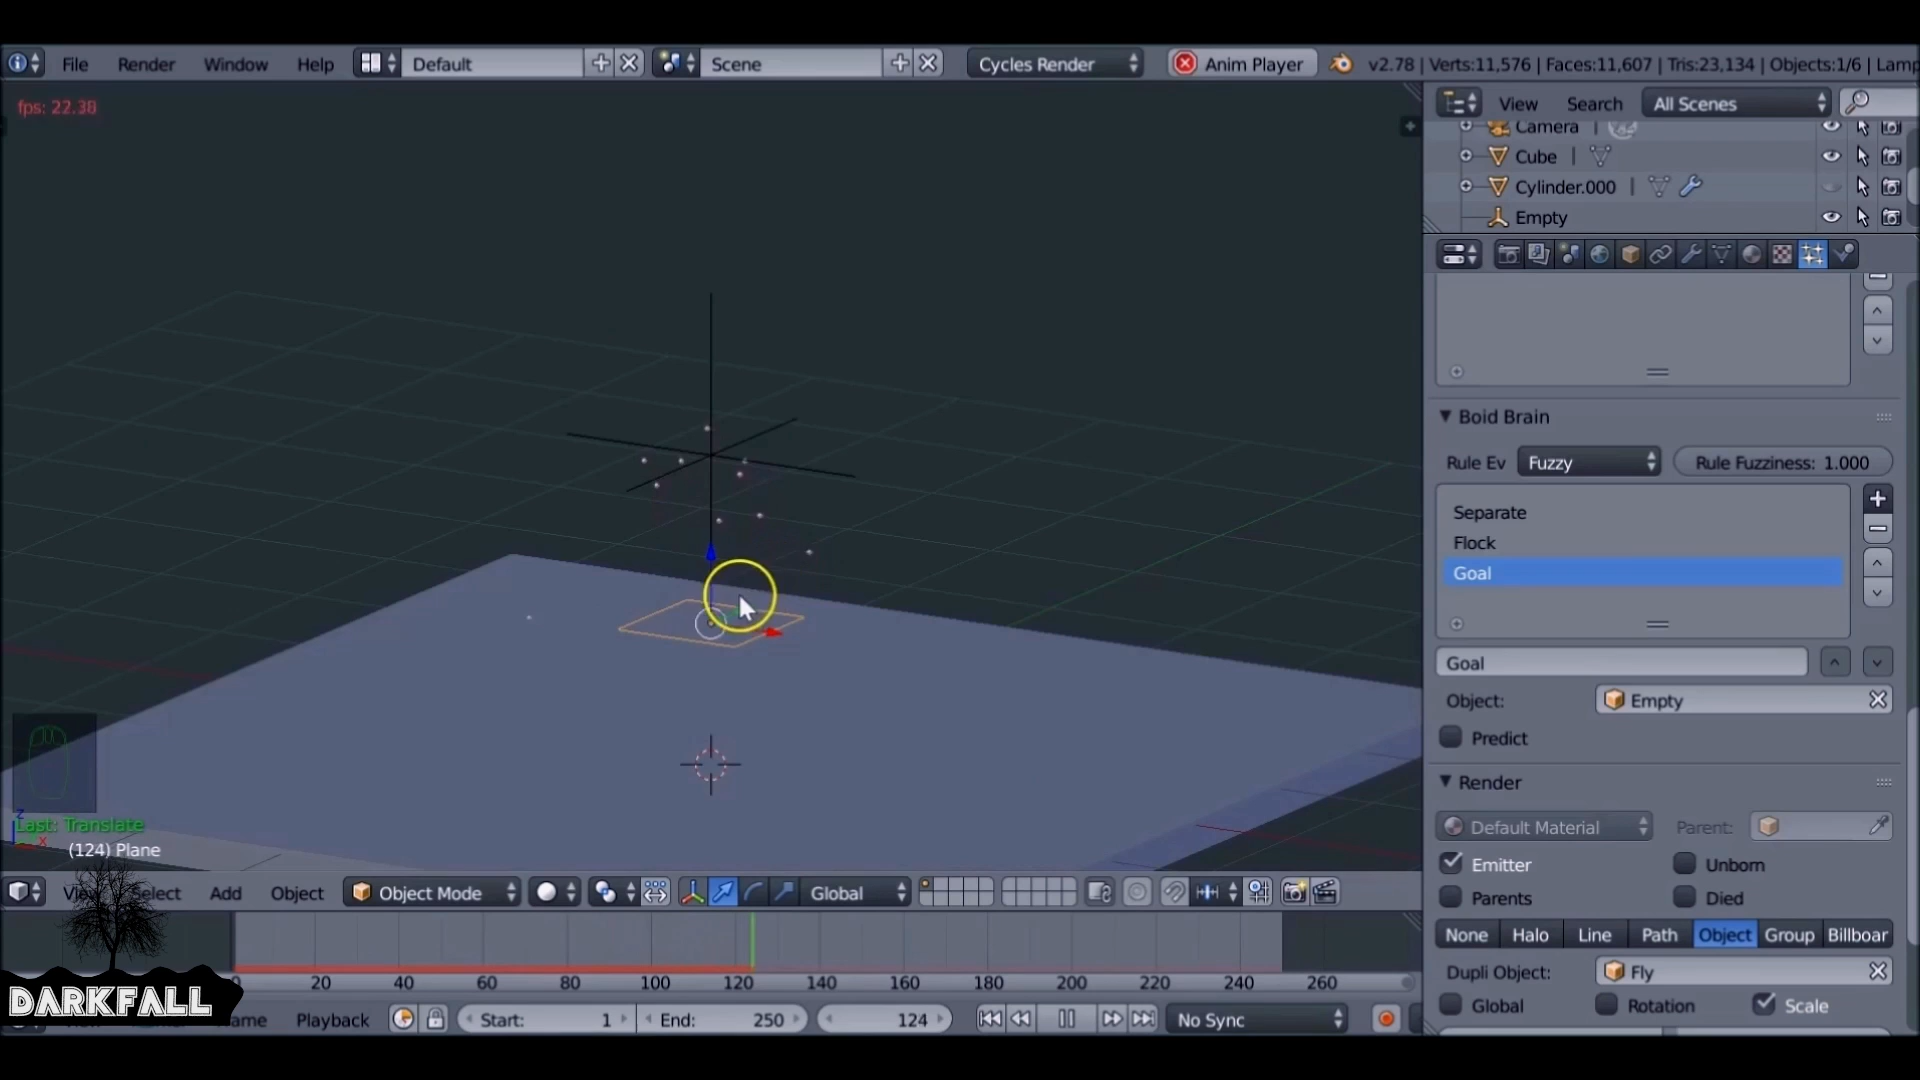 File Render Window Help Default Scene Cycles Render Anim Player v2.78 | Verts:11,576 | Faces:11,607 | Tris:23,134 | Objects:1/6 | Lamp
fps: 22.38
View Search All Scenes
Camera
Cube
Cylinder.000
Empty
Boid Brain
Rule Ev Fuzzy Rule Fuzziness: 1.000
Separate
Flock
Goal
Goal
Object: Empty
Predict
Render
Default Material Parent:
Emitter Unborn
Parents Died
None Halo Line Path Object Group Billboar
Dupli Object: Fly
Global Rotation Scale
z
x
Last: Translate
(124) Plane
Add Object Object Mode Global
20 40 60 80 100 120 140 160 180 200 220 240 260
DARKFALL
Playback Start: 1 End: 250 124 No Sync